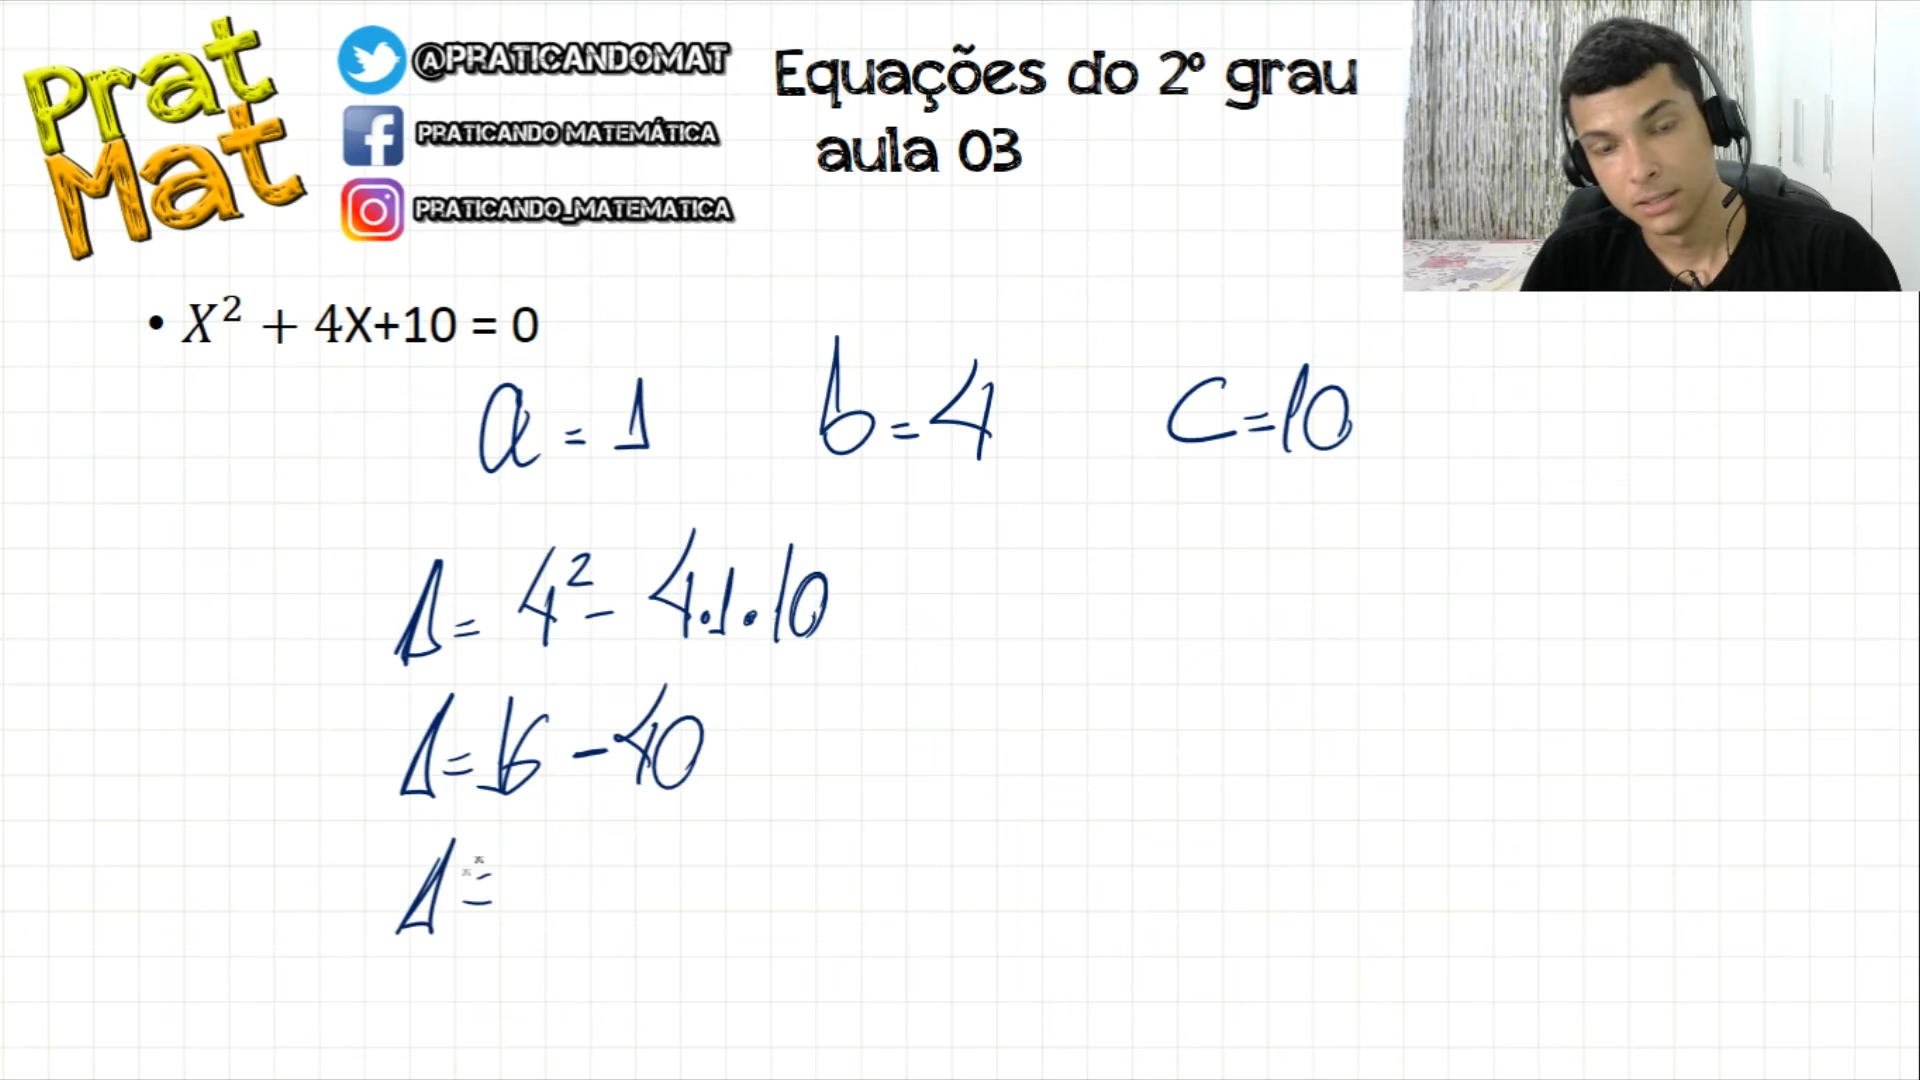 Prat
Mat
@PRATICANDOMAT
PRATICANDO MATEMÁTICA
PRATICANDO_MATEMATICA
Equações do 2º grau
aula 03
• X² + 4X+10 = 0
a = 1 b = 4 c = 10
Δ = 4² - 4.1.10
Δ = 16 - 40
Δ =